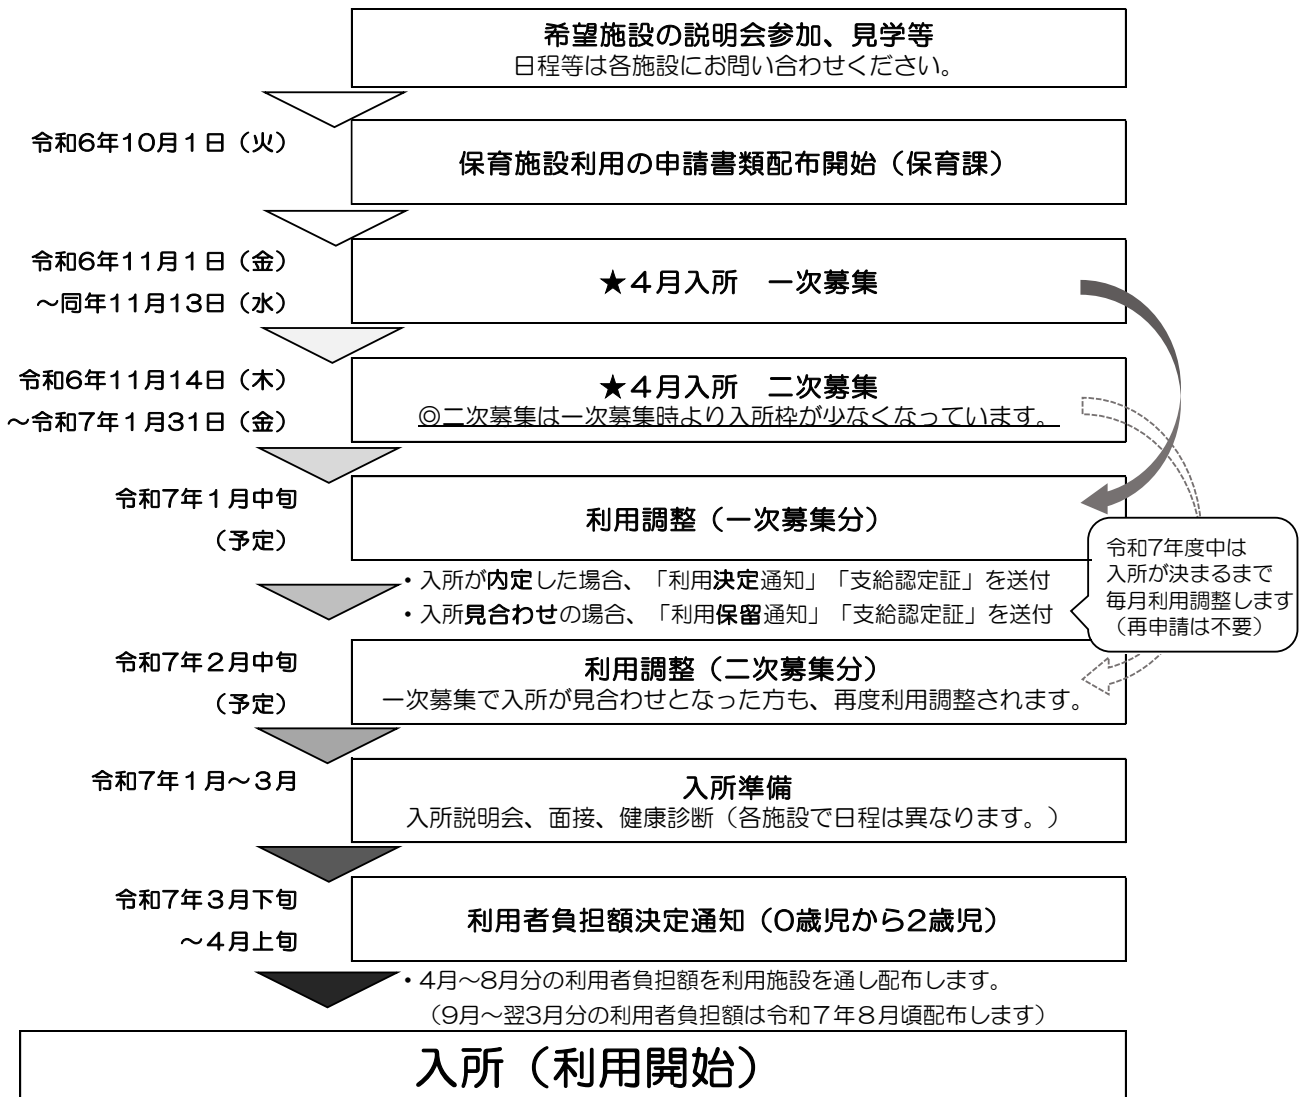 希望施設の説明会参加、見学等
日程等は各施設にお問い合わせください。
令和6年10月1日（火）
保育施設利用の申請書類配布開始（保育課）
令和6年11月1日（金）
～同年11月13日（水）
★４月入所　一次募集
令和6年11月14日（木）
～令和7年１月31日（金）
★４月入所　二次募集
◎二次募集は一次募集時より入所枠が少なくなっています。
令和7年１月中旬
（予定）
利用調整（一次募集分）
・入所が内定した場合、「利用決定通知」「支給認定証」を送付
・入所見合わせの場合、「利用保留通知」「支給認定証」を送付
令和7年度中は
入所が決まるまで
毎月利用調整します
（再申請は不要）
令和7年２月中旬
（予定）
利用調整（二次募集分）
一次募集で入所が見合わせとなった方も、再度利用調整されます。
令和7年１月～３月
入所準備
入所説明会、面接、健康診断（各施設で日程は異なります。）
令和7年３月下旬
～４月上旬
利用者負担額決定通知（0歳児から2歳児）
・4月～8月分の利用者負担額を利用施設を通し配布します。
（9月～翌3月分の利用者負担額は令和７年８月頃配布します）
入所（利用開始）